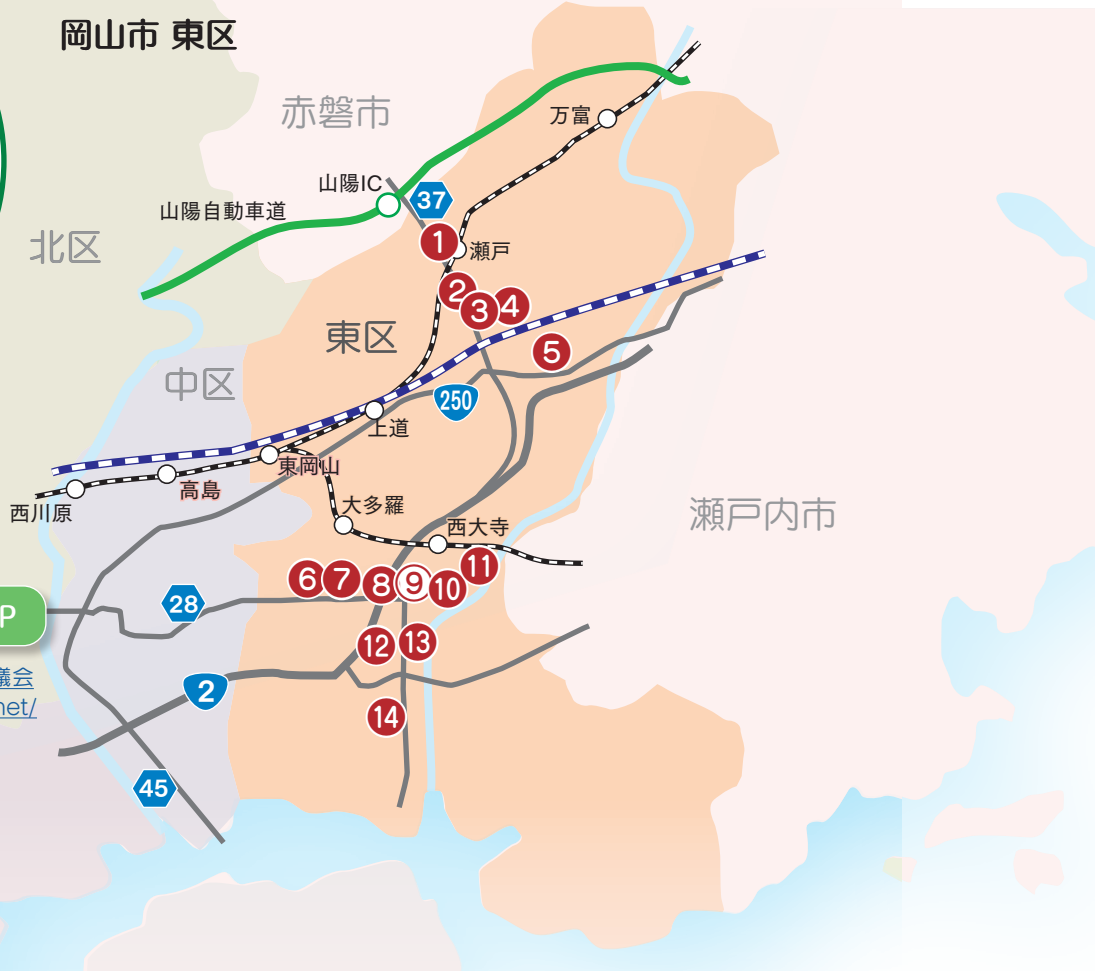 岡山市 東区
赤磐市
万富
山陽IC
37
山陽自動車道
1
瀬戸
北区
2
4
3
東区
5
中区
250
上道
東岡山
高島
西川原
大多羅
西大寺
瀬戸内市
11
6
7
8
9
10
28
P
12
13
議会
net/
2
14
45